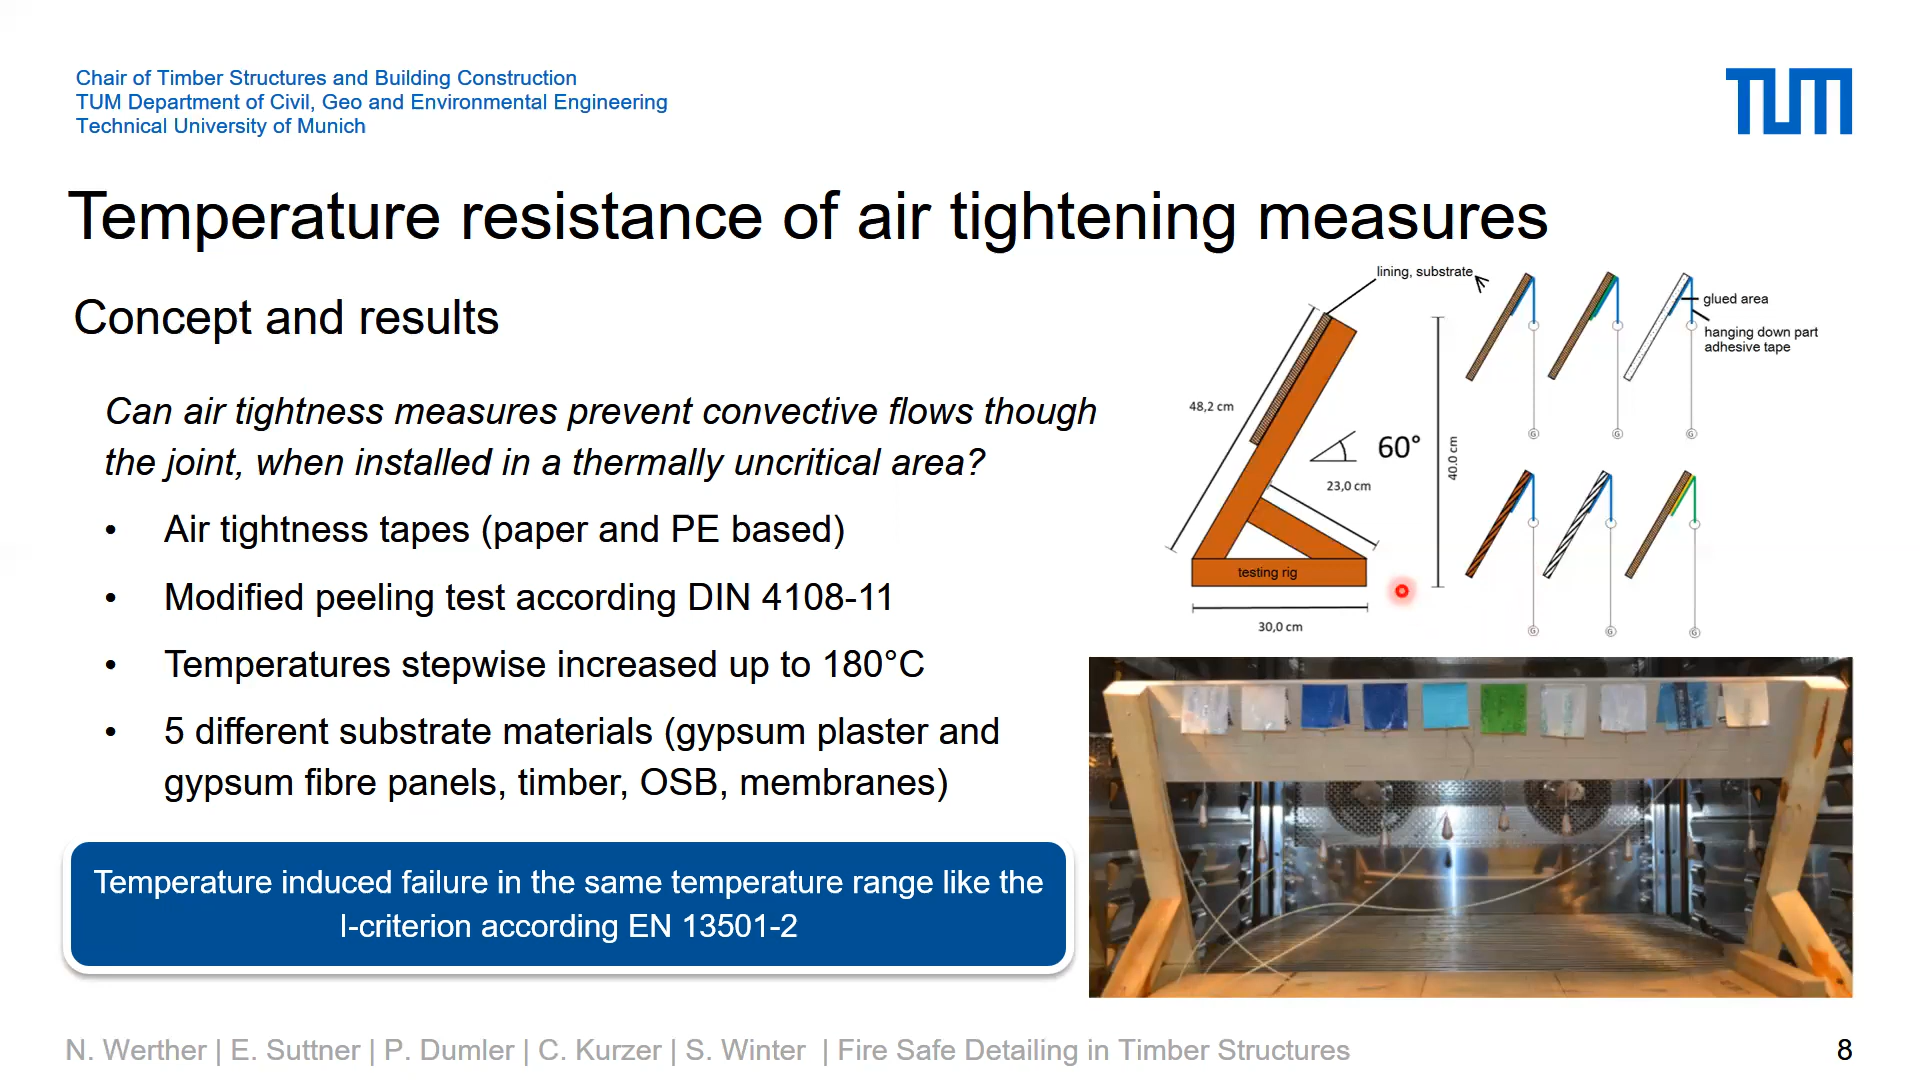 Chair of Timber Structures and Building Construction
TUM Department of Civil, Geo and Environmental Engineering
Technical University of Munich
TUM
Temperature resistance of air tightening measures
Concept and results
Can air tightness measures prevent convective flows though
the joint, when installed in a thermally uncritical area?
• Air tightness tapes (paper and PE based)
• Modified peeling test according DIN 4108-11
• Temperatures stepwise increased up to 180°C
• 5 different substrate materials (gypsum plaster and
gypsum fibre panels, timber, OSB, membranes)
Temperature induced failure in the same temperature range like the
I-criterion according EN 13501-2
lining, substrate
48,2 cm
60°
23,0 cm
40.0 cm
testing rig
30,0 cm
glued area
hanging down part
adhesive tape
G
G
G
G
G
G
N. Werther | E. Suttner | P. Dumler | C. Kurzer | S. Winter | Fire Safe Detailing in Timber Structures
8